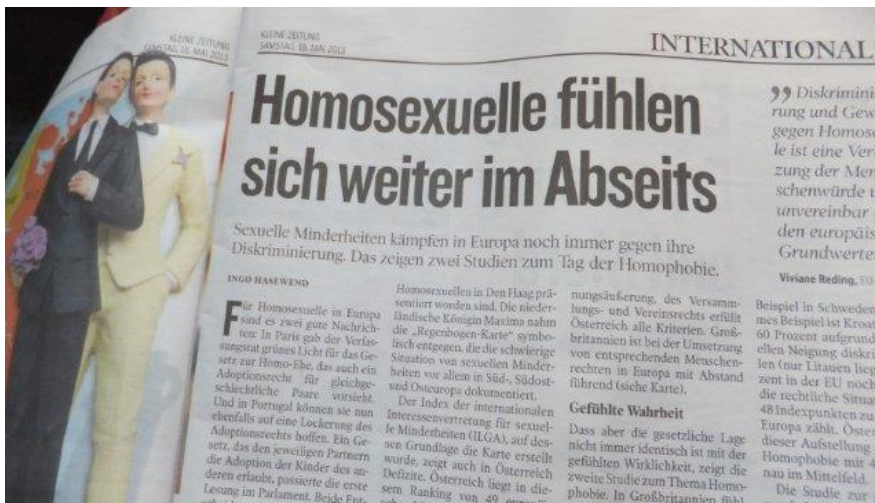 KLEINE ZEITUNG
SAMSTAG, 18. MAI 2013
KLEINE ZEITUNG
SAMSTAG, 18. MAI 2013
INTERNATIONAL
Homosexuelle fühlen
sich weiter im Abseits
Sexuelle Minderheiten kämpfen in Europa noch immer gegen ihre
Diskriminierung. Das zeigen zwei Studien zum Tag der Homophobie.
INGO HASEWEND
Für Homosexuelle in Europa
sind es zwei gute Nachrich-
ten: In Paris gab der Verfas-
sungsrat grünes Licht für das Ge-
setz zur Homo-Ehe, das auch ein
Adoptionsrecht für gleichge-
schlechtliche Paare vorsieht.
Und in Portugal können sie nun
ebenfalls auf eine Lockerung des
Adoptionsrechts hoffen. Ein Ge-
setz, das den jeweiligen Partnern
die Adoption der Kinder des an-
deren erlaubt, passierte die erste
Lesung im Parlament. Beide Ent-
Homosexuellen in Den Haag prä-
sentiert worden sind. Die nieder-
ländische Königin Maxima nahm
die „Regenbogen-Karte“ symbo-
lisch entgegen, die die schwierige
Situation von sexuellen Minder-
heiten vor allem in Süd-, Südost-
und Osteuropa dokumentiert.
Der Index der internationalen
Interessenvertretung für sexuel-
le Minderheiten (ILGA), auf des-
sen Grundlage die Karte erstellt
wurde, zeigt auch in Österreich
Defizite. Österreich liegt in die-
sem Ranking von 49
nungsäußerung, des Versamm-
lungs- und Vereinsrechts erfüllt
Österreich alle Kriterien. Groß-
britannien ist bei der Umsetzung
von entsprechenden Menschen-
rechten in Europa mit Abstand
führend (siehe Karte).
Gefühlte Wahrheit
Dass aber die gesetzliche Lage
nicht immer identisch ist mit der
gefühlten Wirklichkeit, zeigt die
zweite Studie zum Thema Homo-
phobie. In Großbritannien
„ Diskrimini
rung und Gew
gegen Homose
le ist eine Ver
zung der Men
schenwürde u
unvereinbar
den europäis
Grundwerte
Viviane Reding, EU
Beispiel in Schweden
mes Beispiel ist Kroat
60 Prozent aufgrund
ellen Neigung diskri
len (nur Litauen lieg
zent in der EU noch
die rechtliche Situa
48 Indexpunkten zu
Europa zählt. Öster
dieser Aufstellung
Homophobie mit 4
nau im Mittelfeld.
Die Studie zur